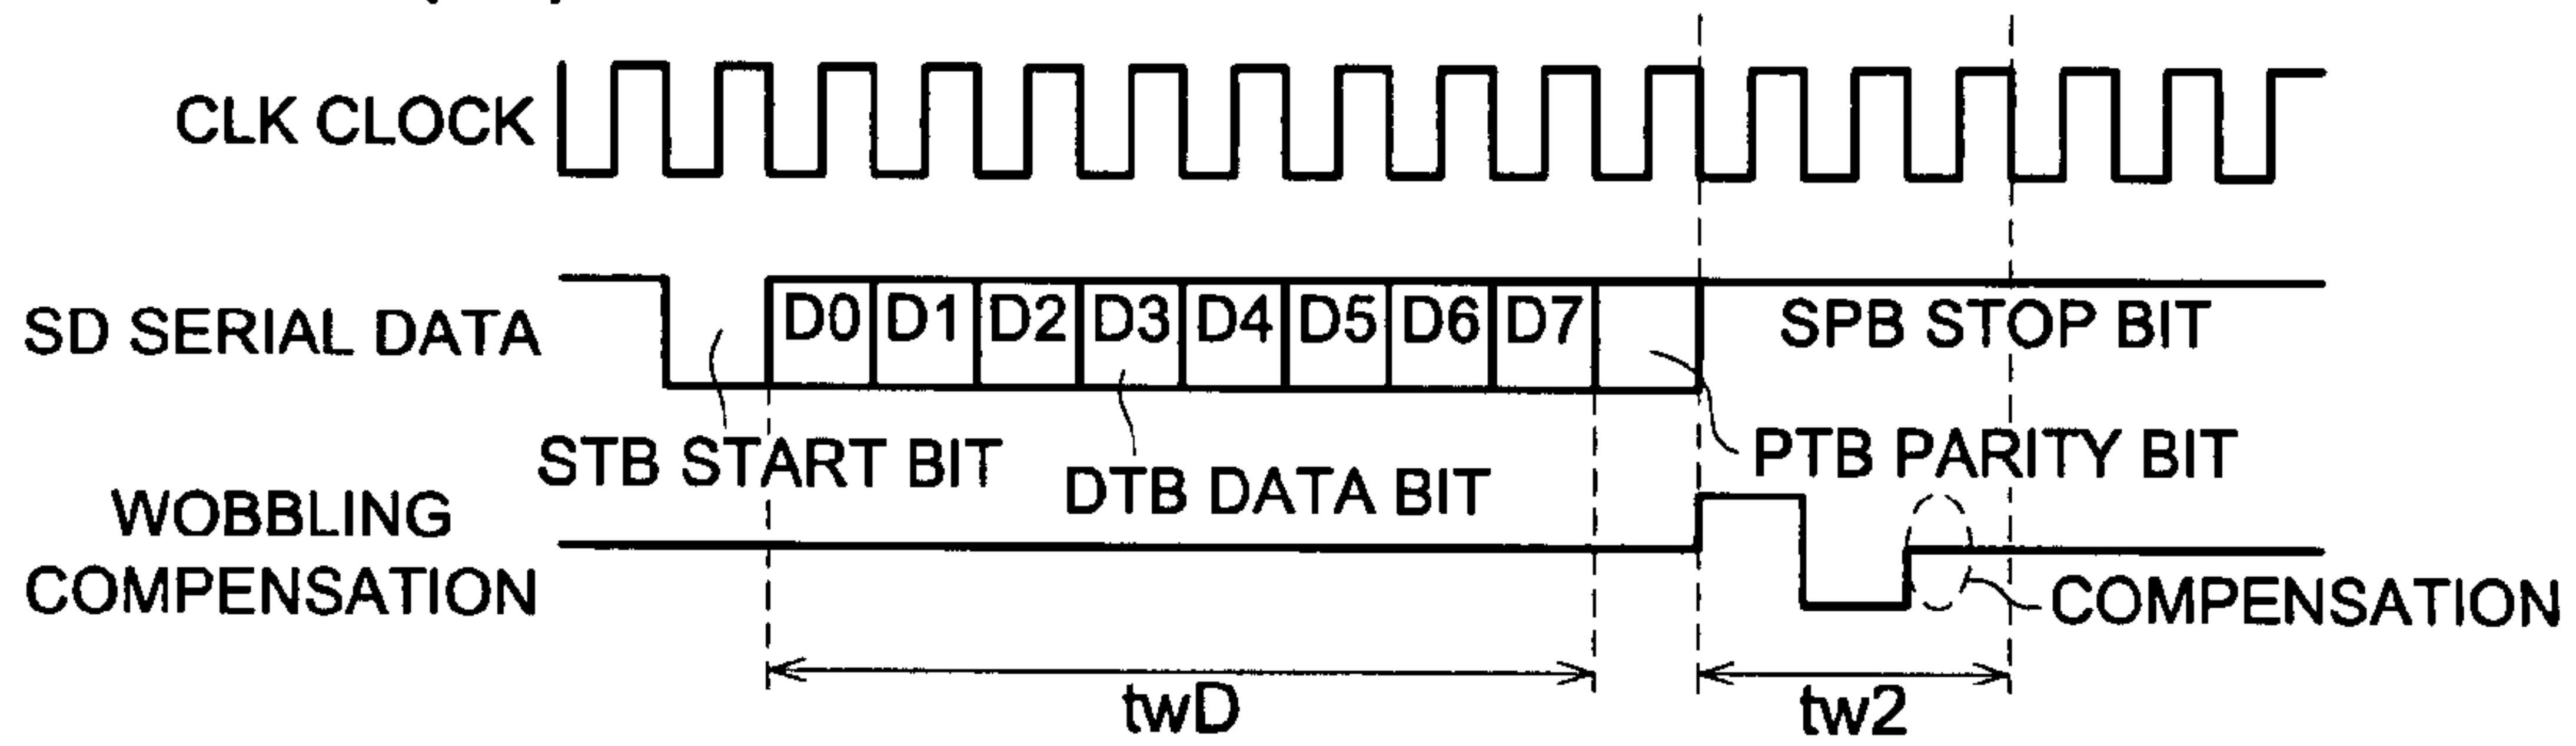 CLK CLOCK
SD SERIAL DATA
D0 D1 D2 D3 D4 D5 D6 D7
SPB STOP BIT
STB START BIT
DTB DATA BIT
PTB PARITY BIT
WOBBLING
COMPENSATION
COMPENSATION
twD
tw2